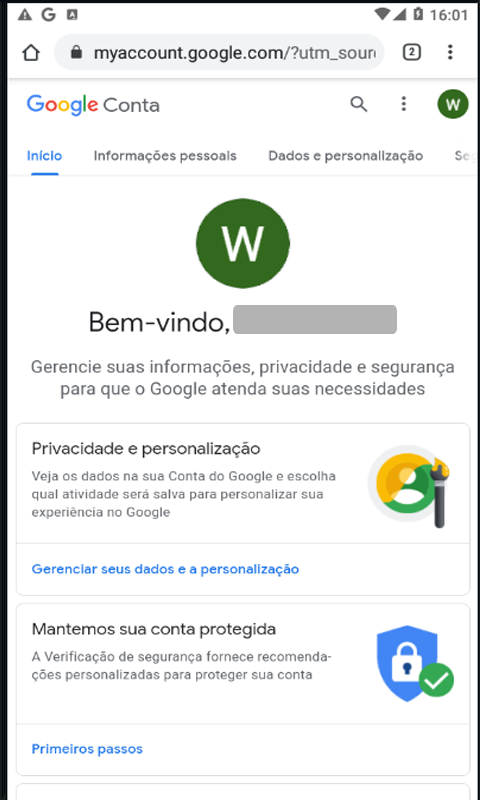 16:01
myaccount.google.com/?utm_sour
2
Google Conta
W
Início Informações pessoais Dados e personalização Se
W
Bem-vindo,
Gerencie suas informações, privacidade e segurança
para que o Google atenda suas necessidades
Privacidade e personalização
Veja os dados na sua Conta do Google e escolha
qual atividade será salva para personalizar sua
experiência no Google
Gerenciar seus dados e a personalização
Mantemos sua conta protegida
A Verificação de segurança fornece recomenda-
ções personalizadas para proteger sua conta
Primeiros passos